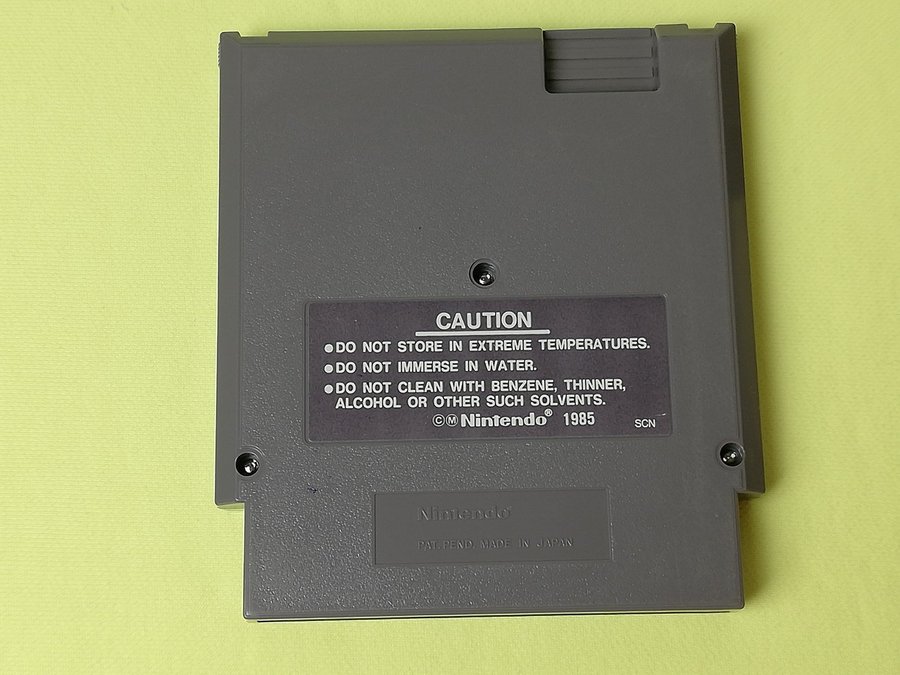 CAUTION
●DO NOT STORE IN EXTREME TEMPERATURES.
●DO NOT IMMERSE IN WATER.
●DO NOT CLEAN WITH BENZENE, THINNER,
ALCOHOL OR OTHER SUCH SOLVENTS.
©Ⓜ Nintendo® 1985 SCN
Nintendo®
PAT. PEND. MADE IN JAPAN